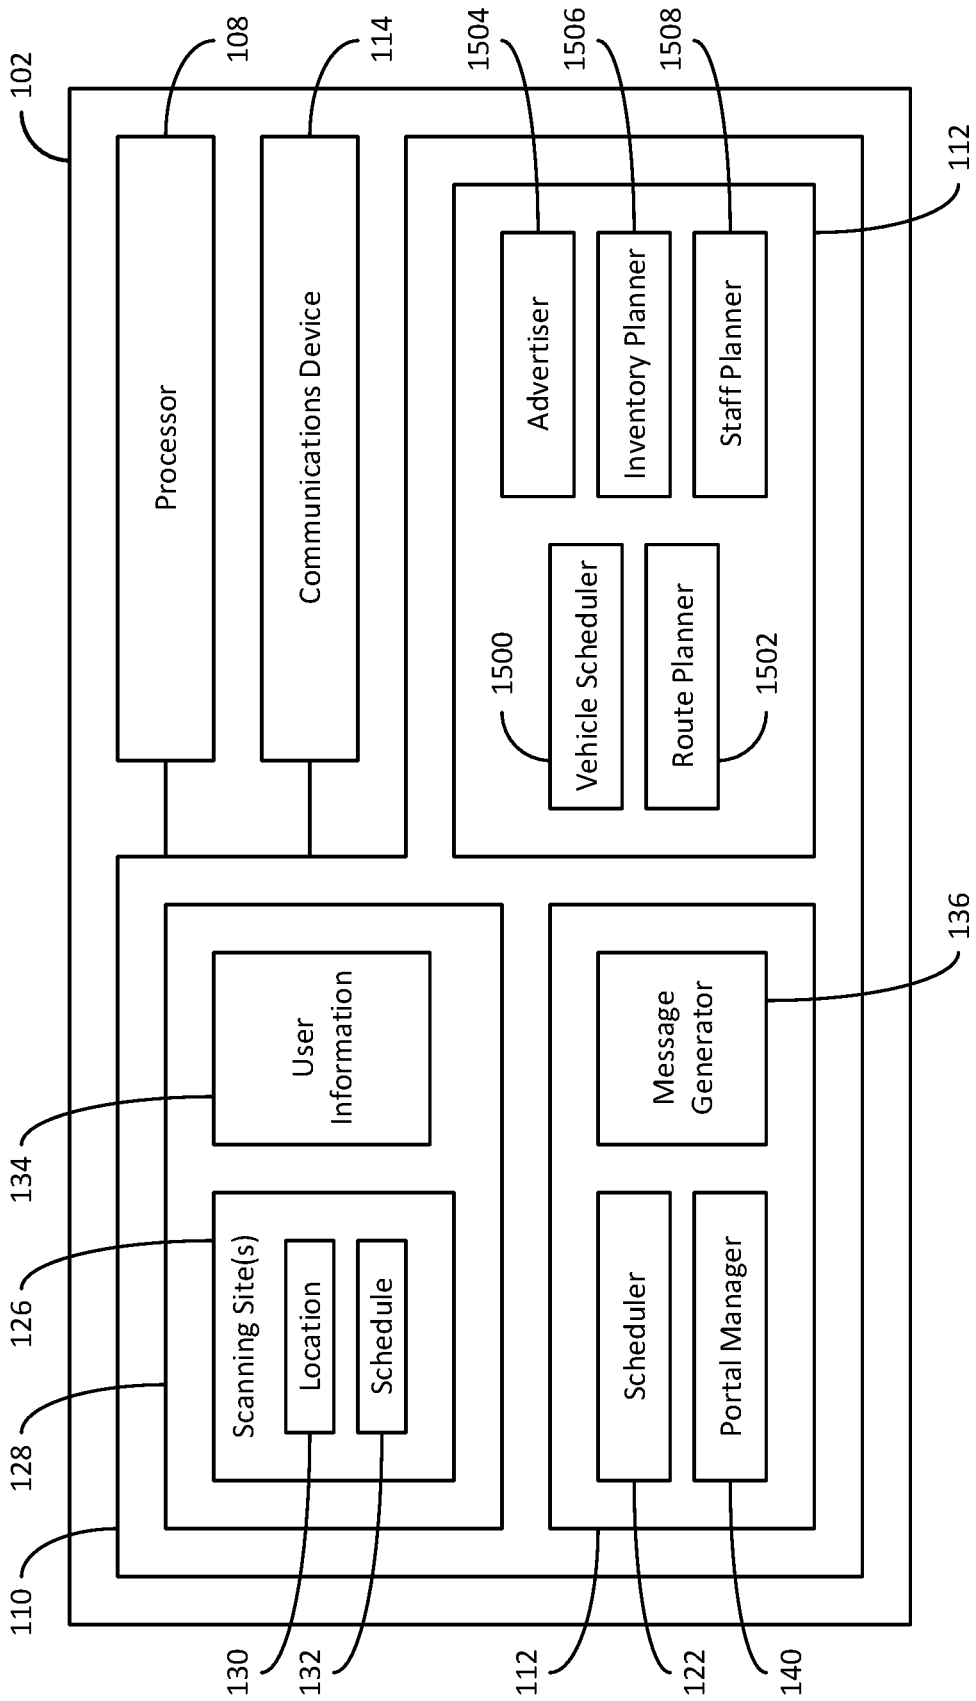 102
108
114
1504
1506
1508
Processor
Communications Device
112
Advertiser
Inventory Planner
Staff Planner
1500
Vehicle Scheduler
Route Planner
1502
110
128
126
134
Scanning Site(s)
Location
Schedule
User
Information
130
132
Scheduler
Portal Manager
Message
Generator
136
112
122
140